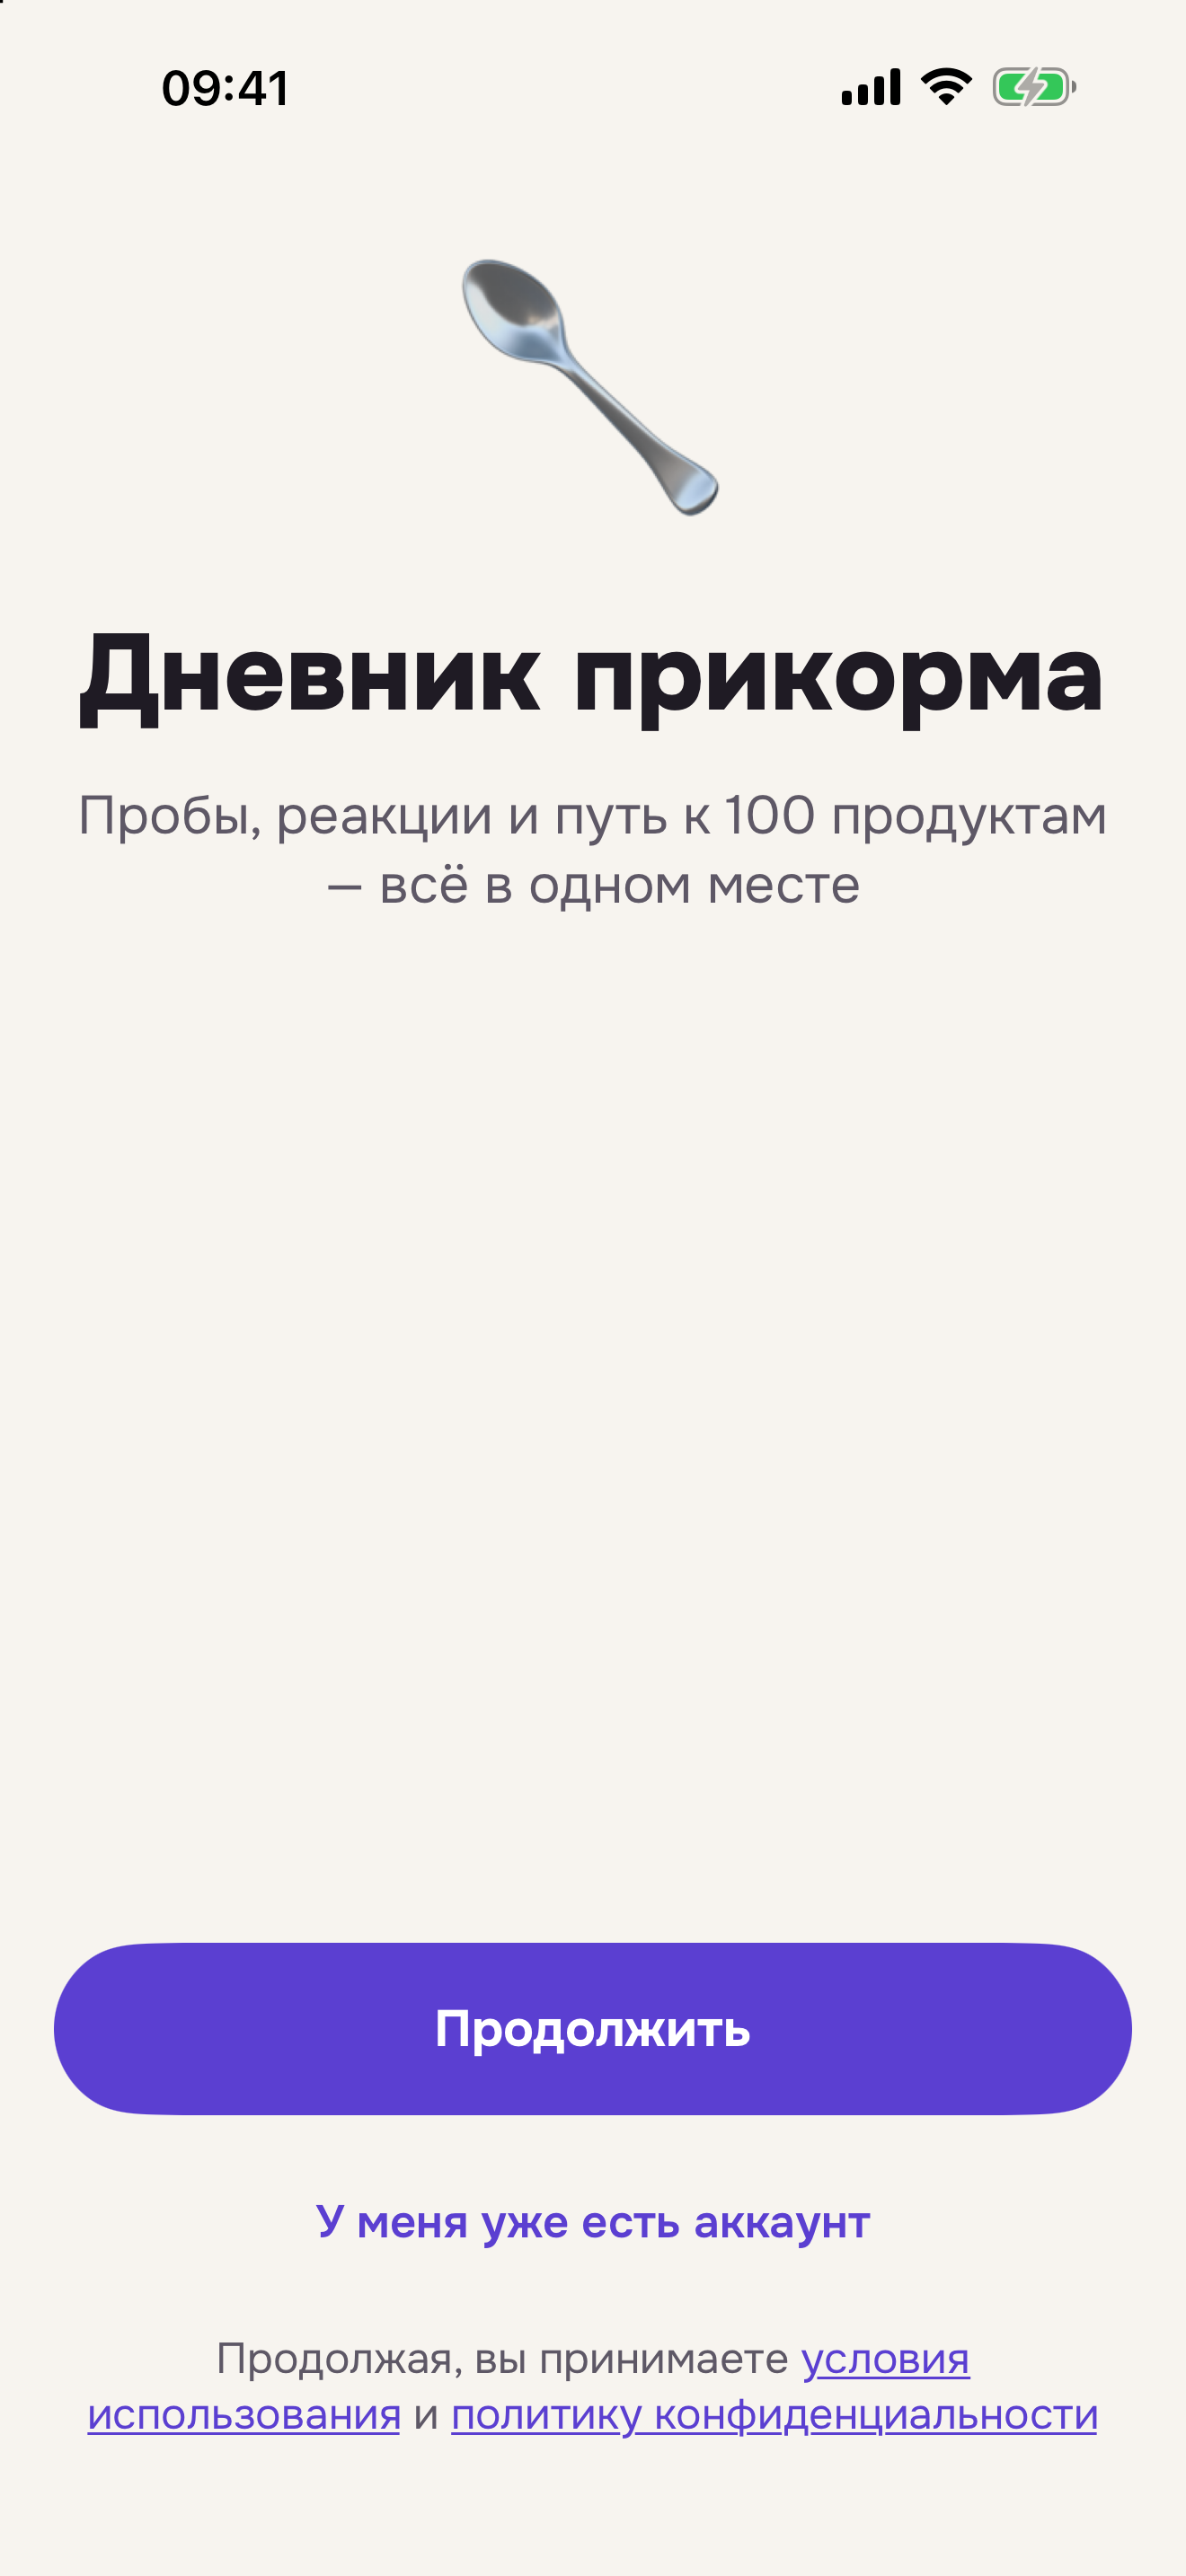 09:41
Дневник прикорма
Пробы, реакции и путь к 100 продуктам
— всё в одном месте
Продолжить
У меня уже есть аккаунт
Продолжая, вы принимаете условия
использования и политику конфиденциальности